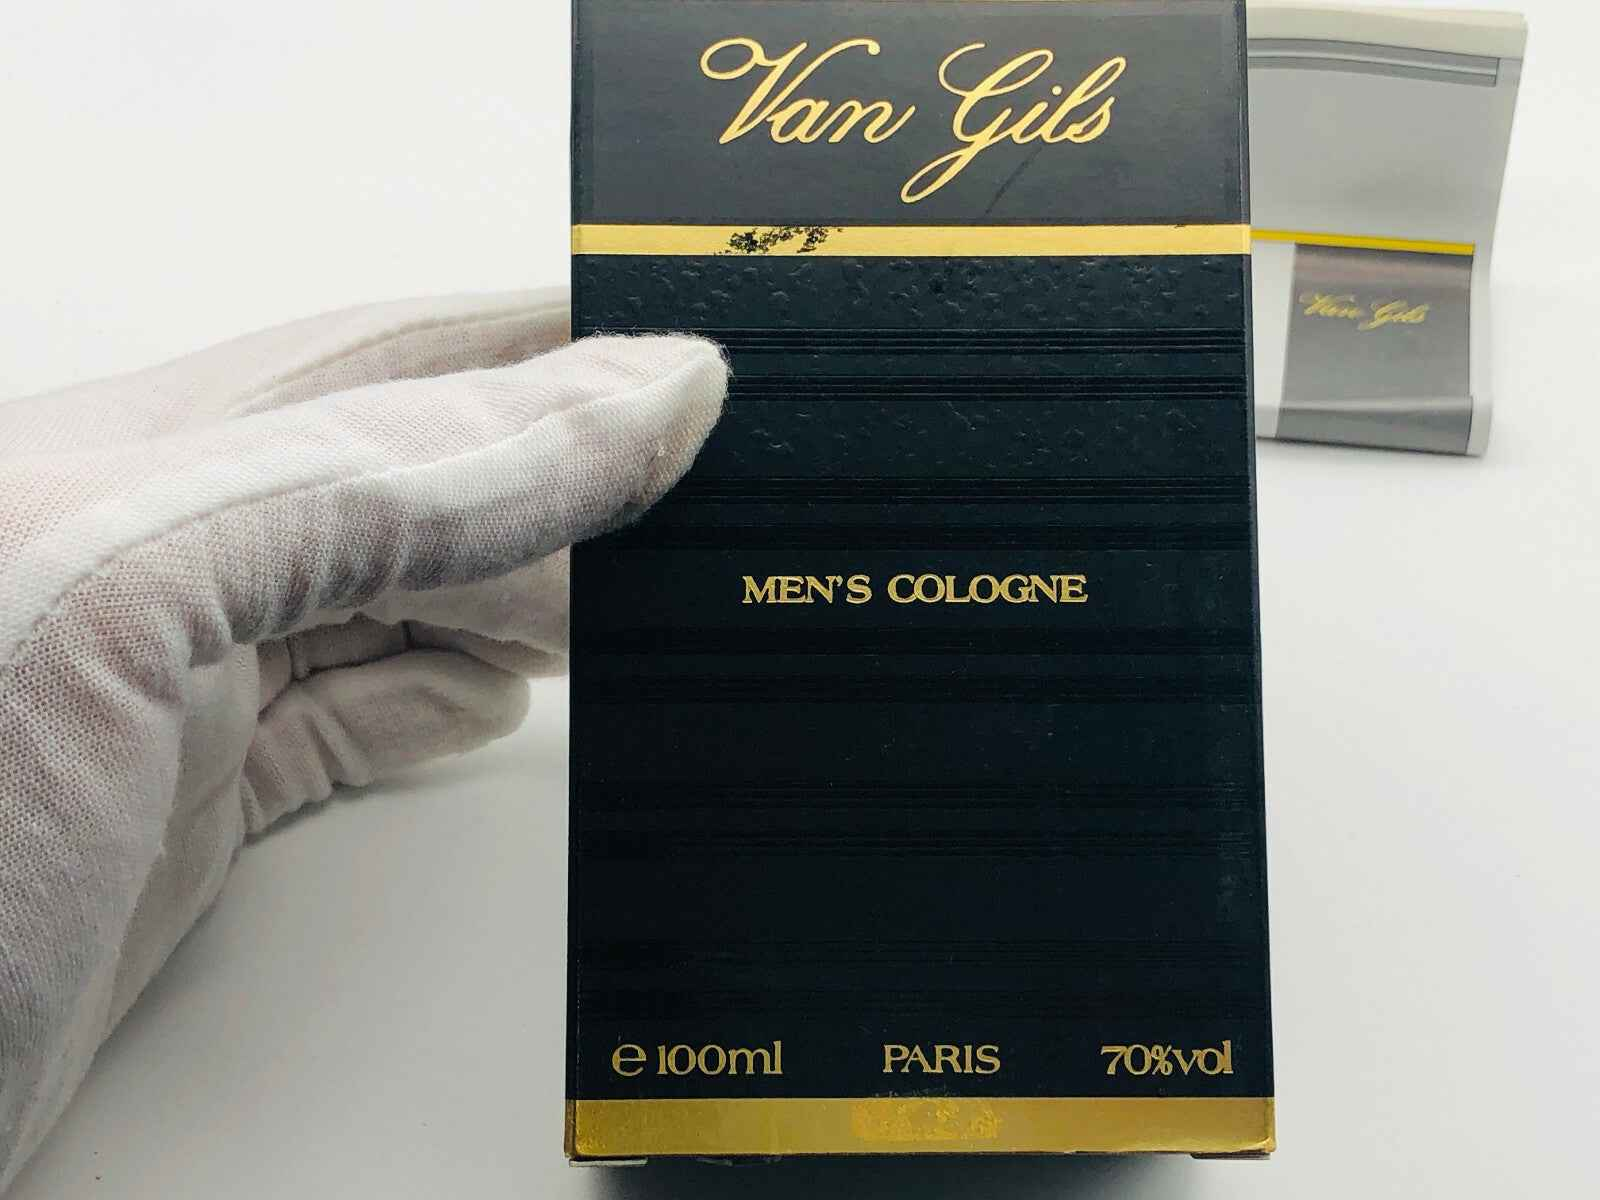 Van Gils
Van Gils
MEN'S COLOGNE
e 100ml PARIS 70%vol